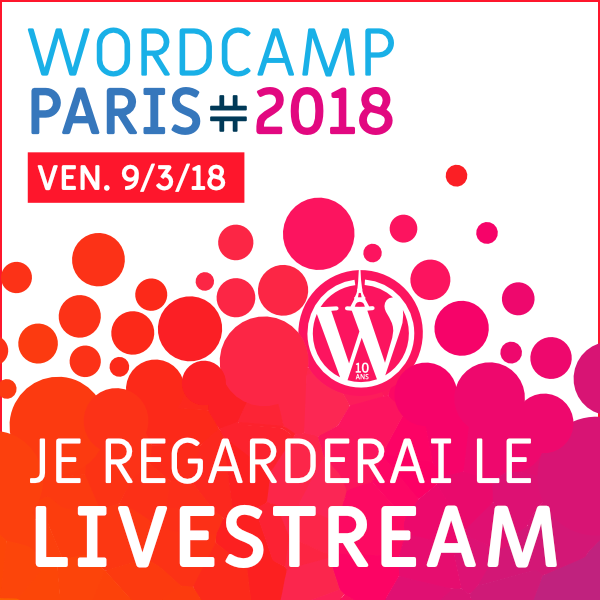 WORDCAMP
PARIS#2018
VEN. 9/3/18
W
10
ANS
JE REGARDERAI LE
LIVESTREAM